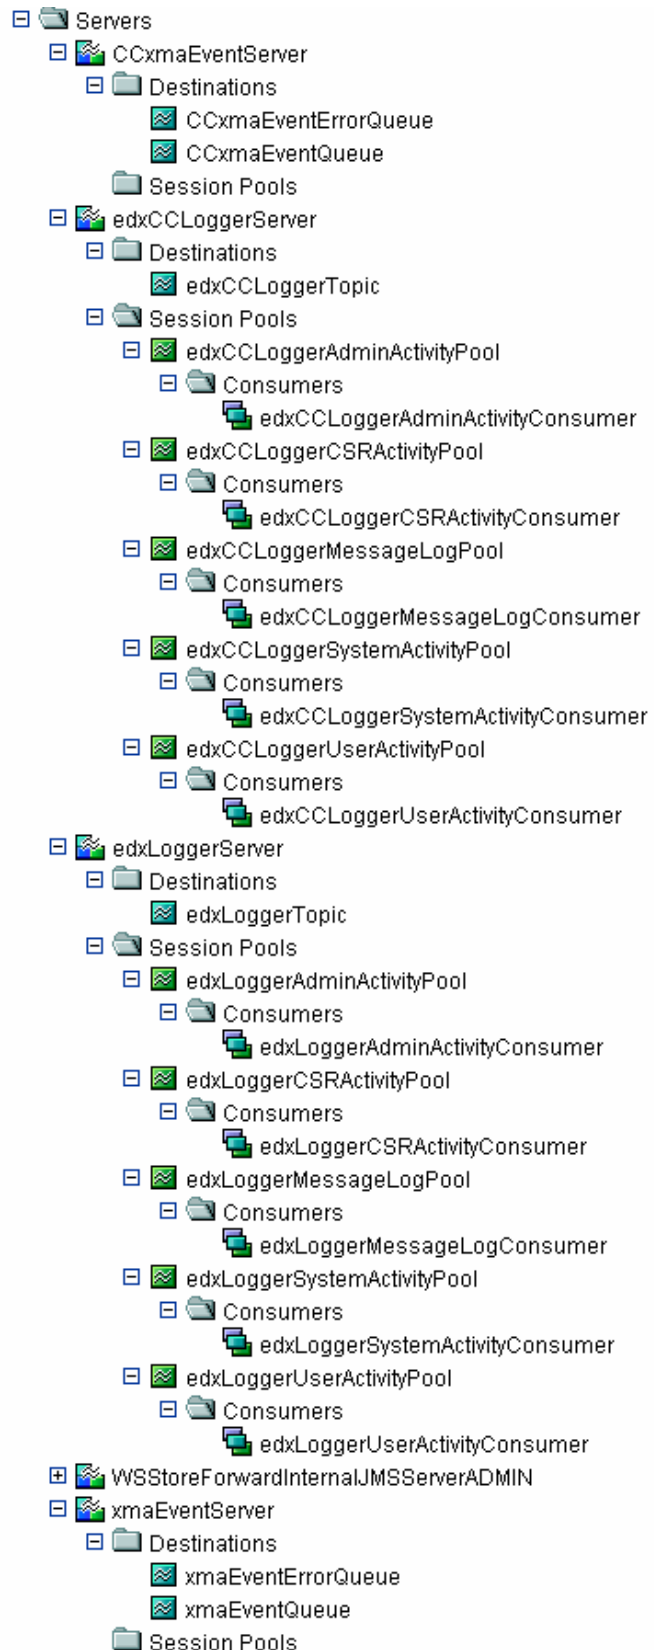 Servers
CCxmaEventServer
Destinations
CCxmaEventErrorQueue
CCxmaEventQueue
Session Pools
edxCCLoggerServer
Destinations
edxCCLoggerTopic
Session Pools
edxCCLoggerAdminActivityPool
Consumers
edxCCLoggerAdminActivityConsumer
edxCCLoggerCSRActivityPool
Consumers
edxCCLoggerCSRActivityConsumer
edxCCLoggerMessageLogPool
Consumers
edxCCLoggerMessageLogConsumer
edxCCLoggerSystemActivityPool
Consumers
edxCCLoggerSystemActivityConsumer
edxCCLoggerUserActivityPool
Consumers
edxCCLoggerUserActivityConsumer
edxLoggerServer
Destinations
edxLoggerTopic
Session Pools
edxLoggerAdminActivityPool
Consumers
edxLoggerAdminActivityConsumer
edxLoggerCSRActivityPool
Consumers
edxLoggerCSRActivityConsumer
edxLoggerMessageLogPool
Consumers
edxLoggerMessageLogConsumer
edxLoggerSystemActivityPool
Consumers
edxLoggerSystemActivityConsumer
edxLoggerUserActivityPool
Consumers
edxLoggerUserActivityConsumer
WSStoreForwardInternalJMSServerADMIN
xmaEventServer
Destinations
xmaEventErrorQueue
xmaEventQueue
Session Pools